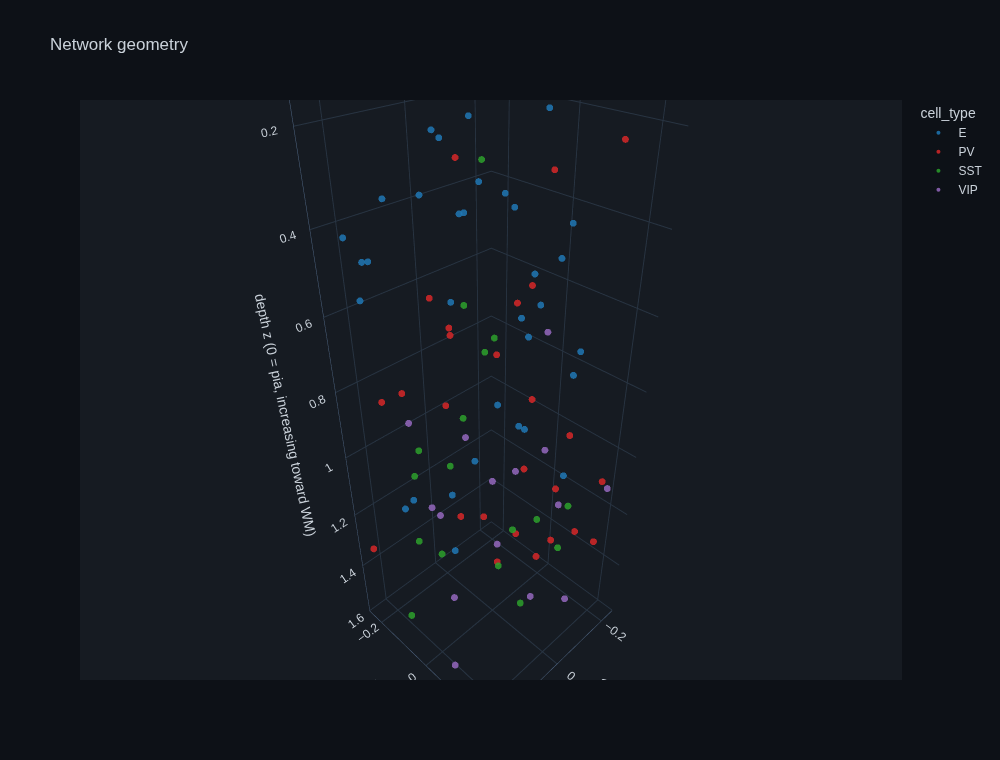 Network geometry
cell_type
E
PV
SST
VIP
0.2
0.4
0.6
0.8
1
1.2
1.4
1.6
depth z (0 = pia, increasing toward WM)
−0.2
0
−0.2
0